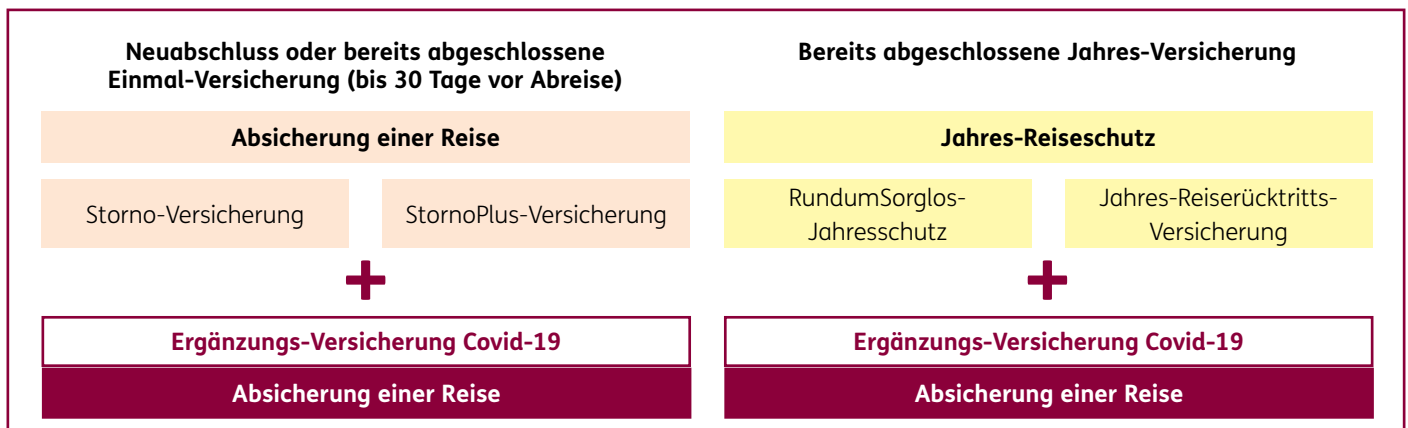 Neuabschluss oder bereits abgeschlossene
Einmal-Versicherung (bis 30 Tage vor Abreise)
Absicherung einer Reise
Storno-Versicherung
StornoPlus-Versicherung
+
Ergänzungs-Versicherung Covid-19
Absicherung einer Reise
Bereits abgeschlossene Jahres-Versicherung
Jahres-Reiseschutz
RundumSorglos-
Jahresschutz
Jahres-Reiserücktritts-
Versicherung
+
Ergänzungs-Versicherung Covid-19
Absicherung einer Reise